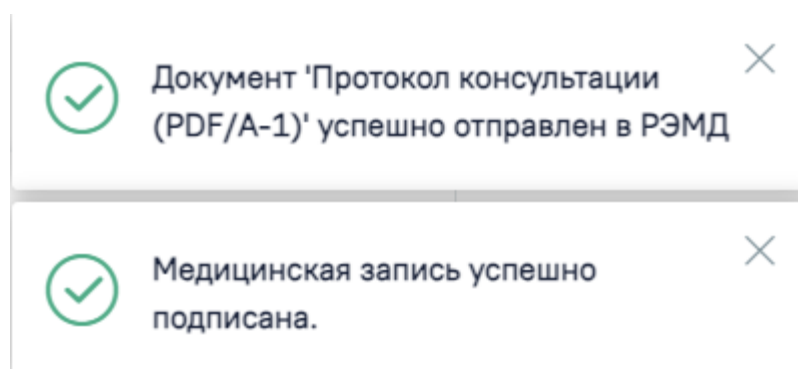 Документ 'Протокол консультации
(PDF/A-1)' успешно отправлен в РЭМД
Медицинская запись успешно
подписана.